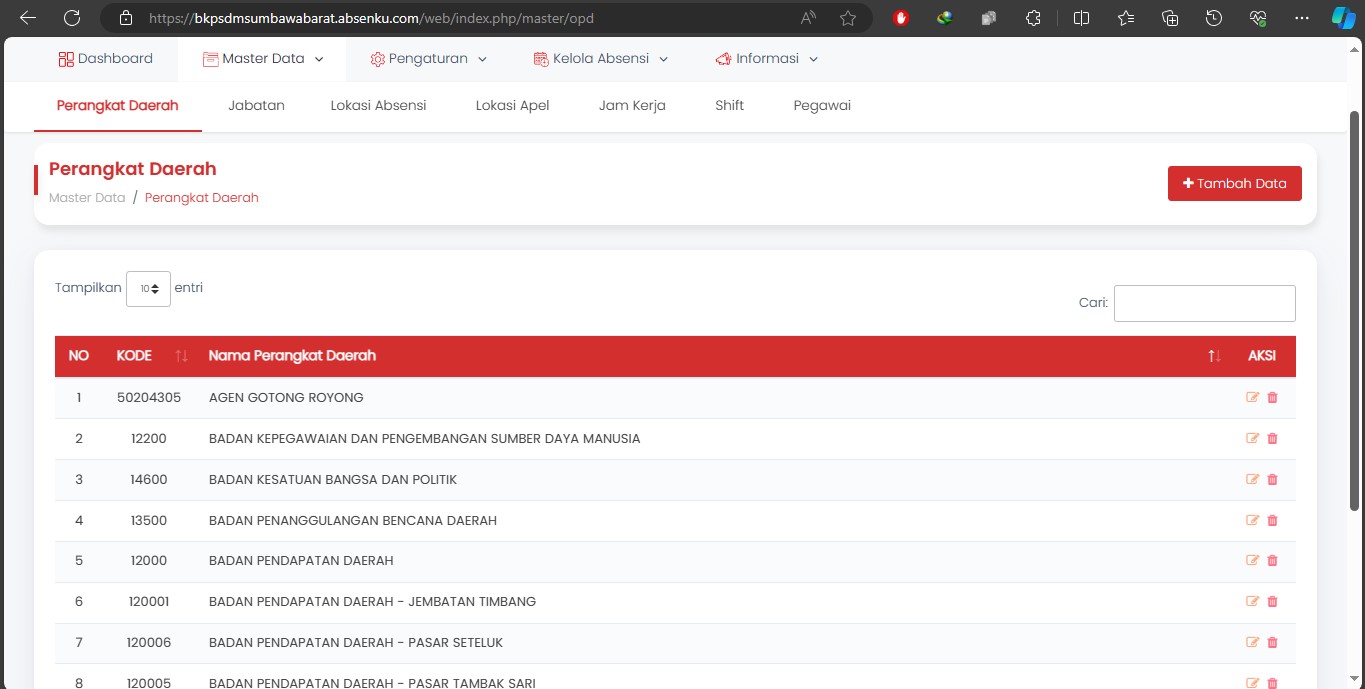 https://bkpsdmsumbawabarat.absenku.com/web/index.php/master/opd
Dashboard Master Data Pengaturan Kelola Absensi Informasi
Perangkat Daerah Jabatan Lokasi Absensi Lokasi Apel Jam Kerja Shift Pegawai
Perangkat Daerah
Master Data / Perangkat Daerah
+ Tambah Data
Tampilkan 10 entri
Cari:
NO KODE Nama Perangkat Daerah AKSI
1 50204305 AGEN GOTONG ROYONG
2 12200 BADAN KEPEGAWAIAN DAN PENGEMBANGAN SUMBER DAYA MANUSIA
3 14600 BADAN KESATUAN BANGSA DAN POLITIK
4 13500 BADAN PENANGGULANGAN BENCANA DAERAH
5 12000 BADAN PENDAPATAN DAERAH
6 120001 BADAN PENDAPATAN DAERAH - JEMBATAN TIMBANG
7 120006 BADAN PENDAPATAN DAERAH - PASAR SETELUK
8 120005 BADAN PENDAPATAN DAERAH - PASAR TAMBAK SARI